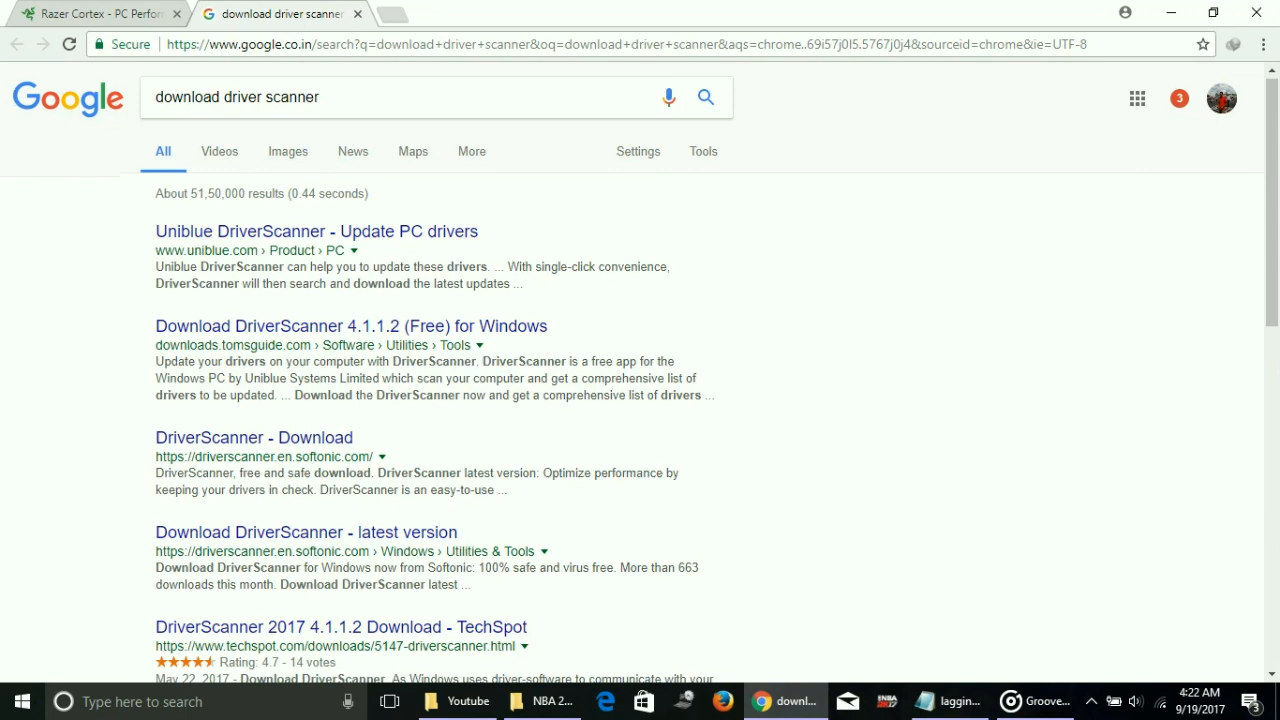 Razer Cortex - PC Perforn
download driver scanner
Secure
https://www.google.co.in/search?q=download+driver+scanner&oq=download+driver+scanner&aqs=chrome..69i57j0l5.5767j0j4&sourceid=chrome&ie=UTF-8
Google
download driver scanner
3
All Videos Images News Maps More Settings Tools
About 51,50,000 results (0.44 seconds)
Uniblue DriverScanner - Update PC drivers
www.uniblue.com › Product › PC
Uniblue DriverScanner can help you to update these drivers. ... With single-click convenience,
DriverScanner will then search and download the latest updates ...
Download DriverScanner 4.1.1.2 (Free) for Windows
downloads.tomsguide.com › Software › Utilities › Tools
Update your drivers on your computer with DriverScanner. DriverScanner is a free app for the
Windows PC by Uniblue Systems Limited which scan your computer and get a comprehensive list of
drivers to be updated. ... Download the DriverScanner now and get a comprehensive list of drivers ...
DriverScanner - Download
https://driverscanner.en.softonic.com/
DriverScanner, free and safe download. DriverScanner latest version: Optimize performance by
keeping your drivers in check. DriverScanner is an easy-to-use ...
Download DriverScanner - latest version
https://driverscanner.en.softonic.com › Windows › Utilities & Tools
Download DriverScanner for Windows now from Softonic: 100% safe and virus free. More than 663
downloads this month. Download DriverScanner latest ...
DriverScanner 2017 4.1.1.2 Download - TechSpot
https://www.techspot.com/downloads/5147-driverscanner.html
Rating: 4.7 - 14 votes
May 22, 2017 - Download DriverScanner. As Windows uses driver-software to communicate with your
Type here to search
Youtube
NBA 2...
downl...
laggin...
Groove...
4:22 AM
9/19/2017
3